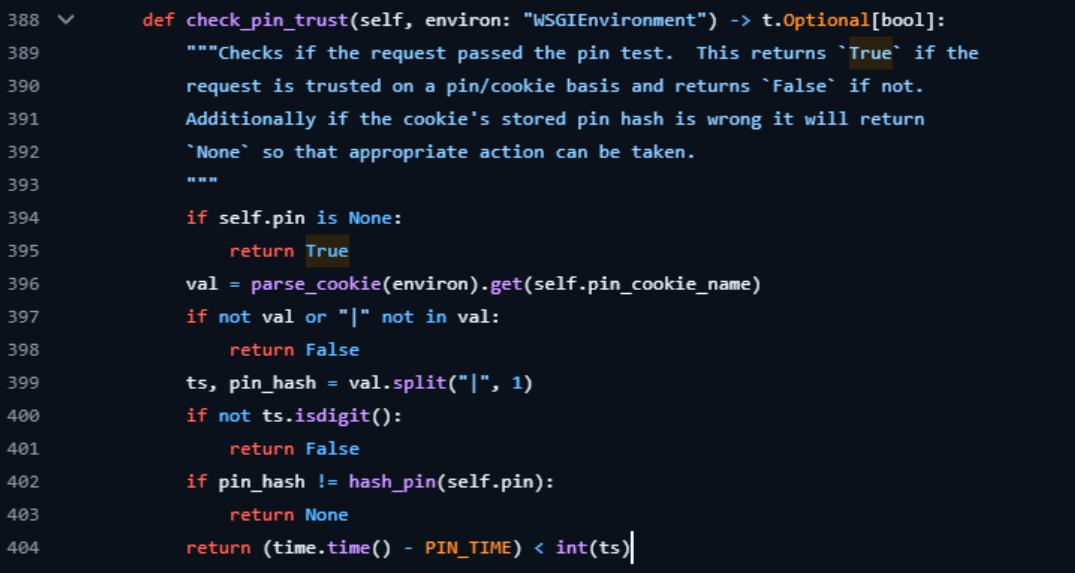 388 def check_pin_trust(self, environ: "WSGIEnvironment") -> t.Optional[bool]:
389 """Checks if the request passed the pin test.  This returns `True` if the
390 request is trusted on a pin/cookie basis and returns `False` if not.
391 Additionally if the cookie's stored pin hash is wrong it will return
392 `None` so that appropriate action can be taken.
393 """
394 if self.pin is None:
395 return True
396 val = parse_cookie(environ).get(self.pin_cookie_name)
397 if not val or "|" not in val:
398 return False
399 ts, pin_hash = val.split("|", 1)
400 if not ts.isdigit():
401 return False
402 if pin_hash != hash_pin(self.pin):
403 return None
404 return (time.time() - PIN_TIME) < int(ts)